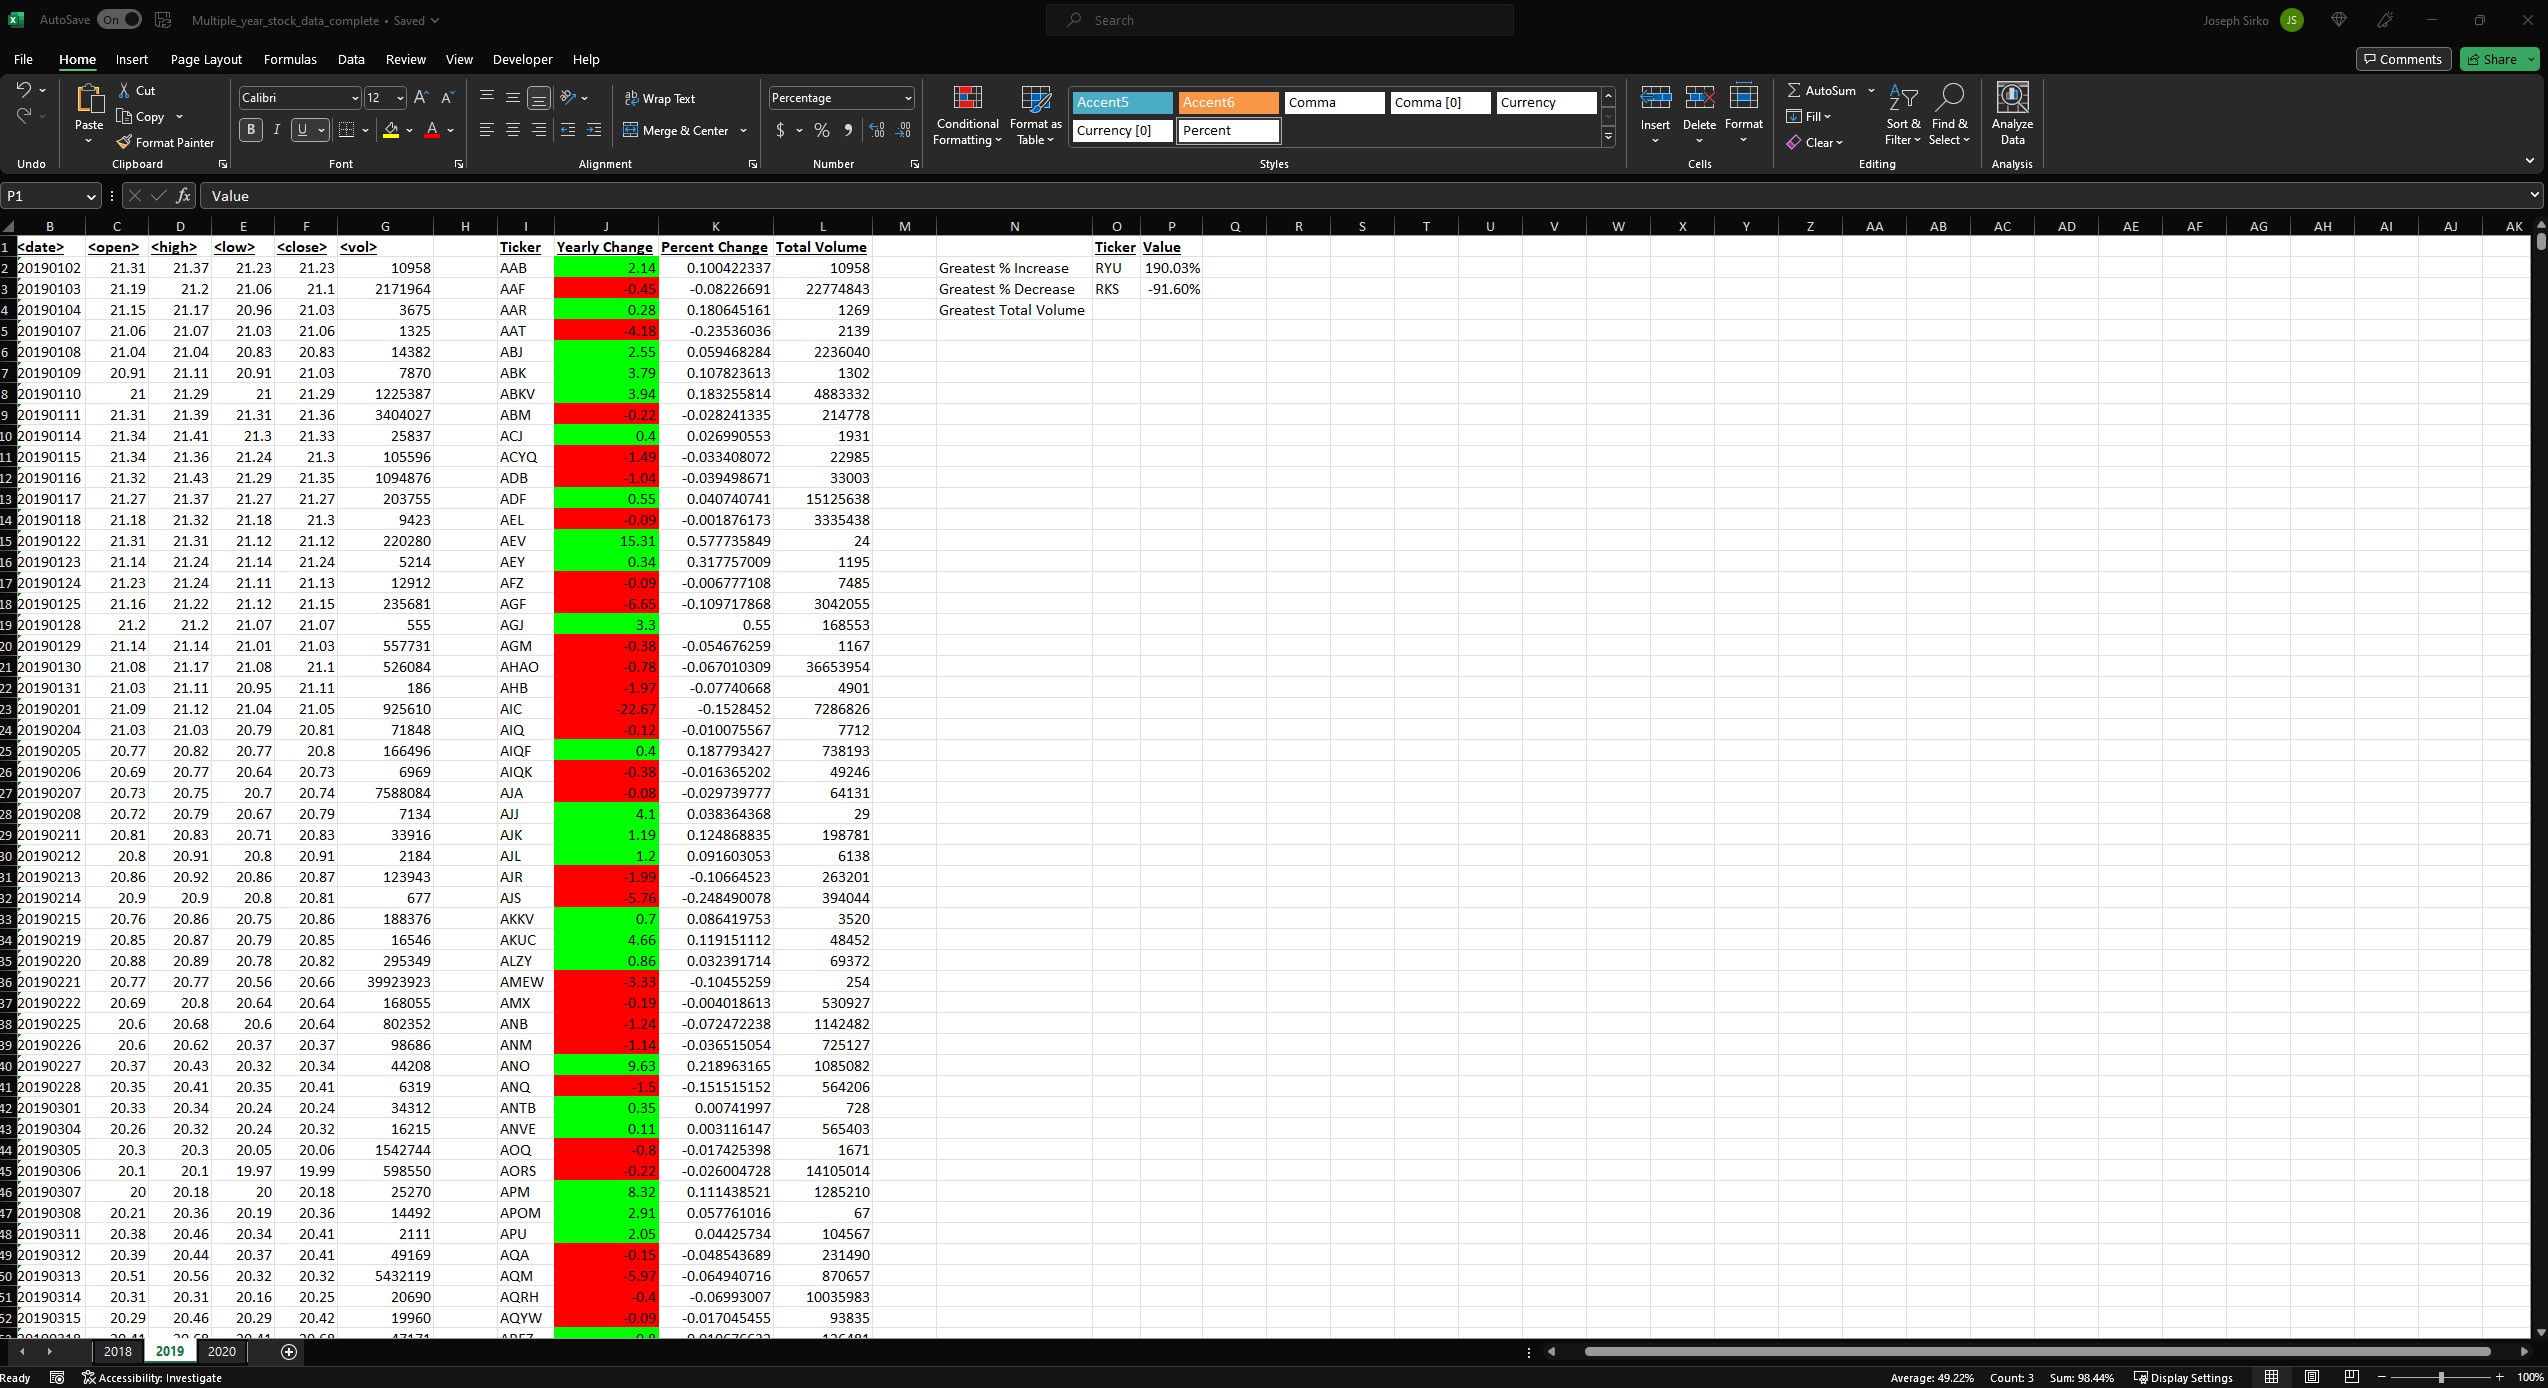 AutoSave On Multiple_year_stock_data_complete • Saved Search Joseph Sirko JS
File Home Insert Page Layout Formulas Data Review View Developer Help Comments Share
Cut Calibri 12 Wrap Text Percentage Accent5 Accent6 Comma Comma [0] Currency AutoSum
Paste Copy Conditional Formatting Format as Table Insert Delete Format Fill Sort & Filter Find & Select Analyze Data
Format Painter B I U A Merge & Center $ % Currency [0] Percent Clear
Undo Clipboard Font Alignment Number Styles Cells Editing Analysis
P1 fx Value
B C D E F G H I J K L M N O P Q R S T U V W X Y Z AA AB AC AD AE AF AG AH AI AJ AK
1 <date> <open> <high> <low> <close> <vol> Ticker Yearly Change Percent Change Total Volume Ticker Value
2 20190102 21.31 21.37 21.23 21.23 10958 AAB 2.14 0.100422337 10958 Greatest % Increase RYU 190.03%
3 20190103 21.19 21.2 21.06 21.1 2171964 AAF -0.45 -0.08226691 22774843 Greatest % Decrease RKS -91.60%
4 20190104 21.15 21.17 20.96 21.03 3675 AAR 0.28 0.180645161 1269 Greatest Total Volume
5 20190107 21.06 21.07 21.03 21.06 1325 AAT -4.18 -0.23536036 2139
6 20190108 21.04 21.04 20.83 20.83 14382 ABJ 2.55 0.059468284 2236040
7 20190109 20.91 21.11 20.91 21.03 7870 ABK 3.79 0.107823613 1302
8 20190110 21 21.29 21 21.29 1225387 ABKV 3.94 0.183255814 4883332
9 20190111 21.31 21.39 21.31 21.36 3404027 ABM -0.22 -0.028241335 214778
10 20190114 21.34 21.41 21.3 21.33 25837 ACJ 0.4 0.026990553 1931
11 20190115 21.34 21.36 21.24 21.3 105596 ACYQ -1.49 -0.033408072 22985
12 20190116 21.32 21.43 21.29 21.35 1094876 ADB -1.04 -0.039498671 33003
13 20190117 21.27 21.37 21.27 21.27 203755 ADF 0.55 0.040740741 15125638
14 20190118 21.18 21.32 21.18 21.3 9423 AEL -0.09 -0.001876173 3335438
15 20190122 21.31 21.31 21.12 21.12 220280 AEV 15.31 0.577735849 24
16 20190123 21.14 21.24 21.14 21.24 5214 AEY 0.34 0.317757009 1195
17 20190124 21.23 21.24 21.11 21.13 12912 AFZ -0.09 -0.006777108 7485
18 20190125 21.16 21.22 21.12 21.15 235681 AGF -6.65 -0.109717868 3042055
19 20190128 21.2 21.2 21.07 21.07 555 AGJ 3.3 0.55 168553
20 20190129 21.14 21.14 21.01 21.03 557731 AGM -0.38 -0.054676259 1167
21 20190130 21.08 21.17 21.08 21.1 526084 AHAO -0.78 -0.067010309 36653954
22 20190131 21.03 21.11 20.95 21.11 186 AHB -1.97 -0.07740668 4901
23 20190201 21.09 21.12 21.04 21.05 925610 AIC -22.67 -0.1528452 7286826
24 20190204 21.03 21.03 20.79 20.81 71848 AIQ -0.12 -0.010075567 7712
25 20190205 20.77 20.82 20.77 20.8 166496 AIQF 0.4 0.187793427 738193
26 20190206 20.69 20.77 20.64 20.73 6969 AIQK -0.38 -0.016365202 49246
27 20190207 20.73 20.75 20.7 20.74 7588084 AJA -0.08 -0.029739777 64131
28 20190208 20.72 20.79 20.67 20.79 7134 AJJ 4.1 0.038364368 29
29 20190211 20.81 20.83 20.71 20.83 33916 AJK 1.19 0.124868835 198781
30 20190212 20.8 20.91 20.8 20.91 2184 AJL 1.2 0.091603053 6138
31 20190213 20.86 20.92 20.86 20.87 123943 AJR -1.99 -0.10664523 263201
32 20190214 20.9 20.9 20.8 20.81 677 AJS -5.76 -0.248490078 394044
33 20190215 20.76 20.86 20.75 20.86 188376 AKKV 0.7 0.086419753 3520
34 20190219 20.85 20.87 20.79 20.85 16546 AKUC 4.66 0.119151112 48452
35 20190220 20.88 20.89 20.78 20.82 295349 ALZY 0.86 0.032391714 69372
36 20190221 20.77 20.77 20.56 20.66 39923923 AMEW -3.33 -0.10455259 254
37 20190222 20.69 20.8 20.64 20.64 168055 AMX -0.19 -0.004018613 530927
38 20190225 20.6 20.68 20.6 20.64 802352 ANB -1.24 -0.072472238 1142482
39 20190226 20.6 20.62 20.37 20.37 98686 ANM -1.14 -0.036515054 725127
40 20190227 20.37 20.43 20.32 20.34 44208 ANO 9.63 0.218963165 1085082
41 20190228 20.35 20.41 20.35 20.41 6319 ANQ -1.5 -0.151515152 564206
42 20190301 20.33 20.34 20.24 20.24 34312 ANTB 0.35 0.00741997 728
43 20190304 20.26 20.32 20.24 20.32 16215 ANVE 0.11 0.003116147 565403
44 20190305 20.3 20.3 20.05 20.06 1542744 AOQ -0.8 -0.017425398 1671
45 20190306 20.1 20.1 19.97 19.99 598550 AORS -0.22 -0.026004728 14105014
46 20190307 20 20.18 20 20.18 25270 APM 8.32 0.111438521 1285210
47 20190308 20.21 20.36 20.19 20.36 14492 APOM 2.91 0.057761016 67
48 20190311 20.38 20.46 20.34 20.41 2111 APU 2.05 0.04425734 104567
49 20190312 20.39 20.44 20.37 20.41 49169 AQA -0.15 -0.048543689 231490
50 20190313 20.51 20.56 20.32 20.32 5432119 AQM -5.97 -0.064940716 870657
51 20190314 20.31 20.31 20.16 20.25 20690 AQRH -0.4 -0.06993007 10035983
52 20190315 20.29 20.46 20.29 20.42 19960 AQYW -0.09 -0.017045455 93835
2018 2019 2020
Ready Accessibility: Investigate Average: 49.22% Count: 3 Sum: 98.44% Display Settings 100%